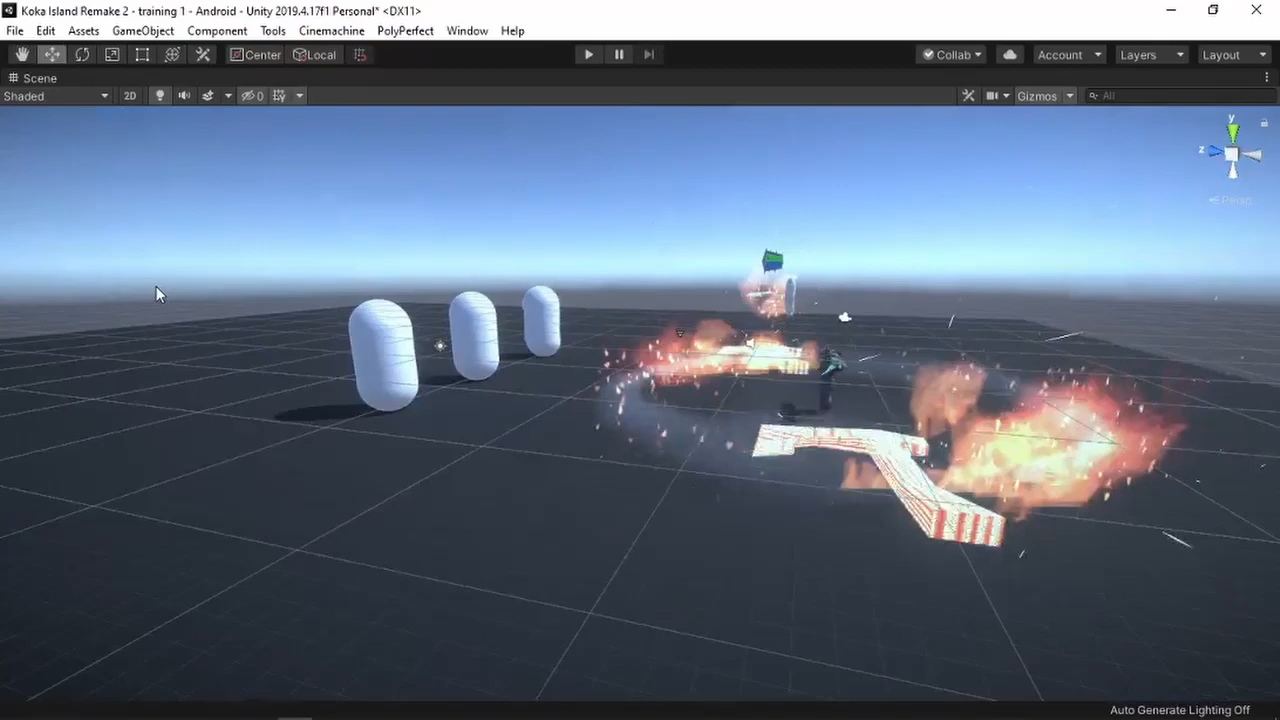 Koka Island Remake 2 - training 1 - Android - Unity 2019.4.17f1 Personal* <DX11>
File Edit Assets GameObject Component Tools Cinemachine PolyPerfect Window Help
Center Local Collab Account Layers Layout
Scene
Shaded 2D 0 Gizmos All
y
z
Persp
Auto Generate Lighting Off